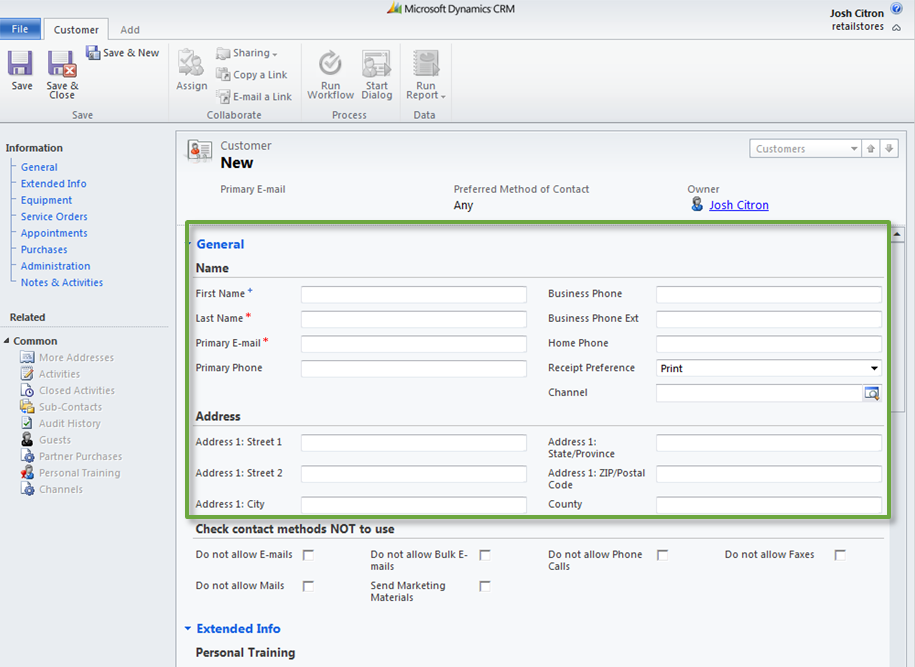 Microsoft Dynamics CRM
Josh Citron
retailstores
File
Customer
Add
Save
Save & Close
Save & New
Save
Assign
Sharing
Copy a Link
E-mail a Link
Collaborate
Run Workflow
Start Dialog
Process
Run Report
Data
Information
General
Extended Info
Equipment
Service Orders
Appointments
Purchases
Administration
Notes & Activities
Related
Common
More Addresses
Activities
Closed Activities
Sub-Contacts
Audit History
Guests
Partner Purchases
Personal Training
Channels
Customer
New
Customers
Primary E-mail
Preferred Method of Contact
Any
Owner
Josh Citron
General
Name
First Name +
Business Phone
Last Name *
Business Phone Ext
Primary E-mail *
Home Phone
Primary Phone
Receipt Preference
Print
Channel
Address
Address 1: Street 1
Address 1:
State/Province
Address 1: Street 2
Address 1: ZIP/Postal
Code
Address 1: City
County
Check contact methods NOT to use
Do not allow E-mails
Do not allow Bulk E-
mails
Do not allow Phone
Calls
Do not allow Faxes
Do not allow Mails
Send Marketing
Materials
Extended Info
Personal Training